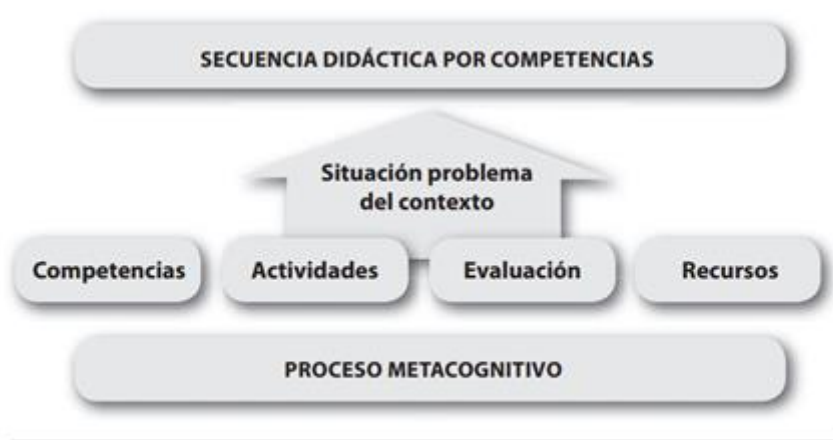 SECUENCIA DIDÁCTICA POR COMPETENCIAS
Situación problema
del contexto
Competencias
Actividades
Evaluación
Recursos
PROCESO METACOGNITIVO